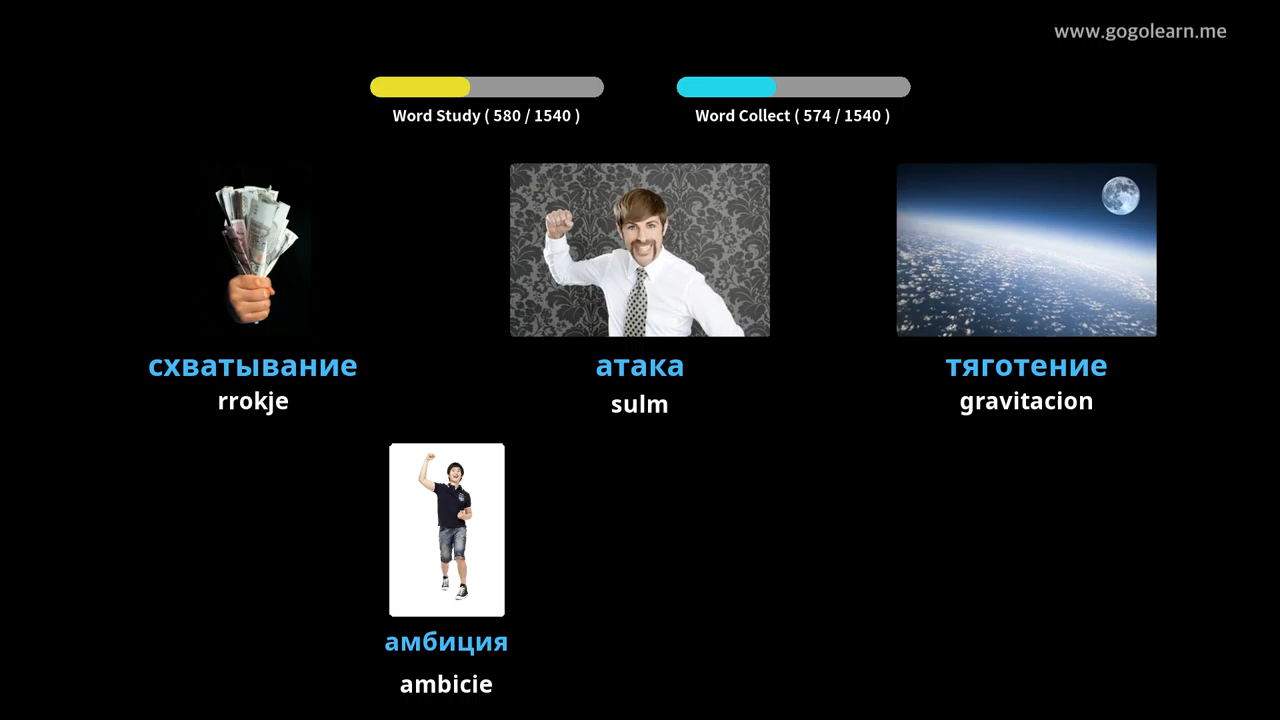 www.gogolearn.me
Word Study ( 580 / 1540 )
Word Collect ( 574 / 1540 )
схватывание
rrokje
атака
sulm
тяготение
gravitacion
амбиция
ambicie